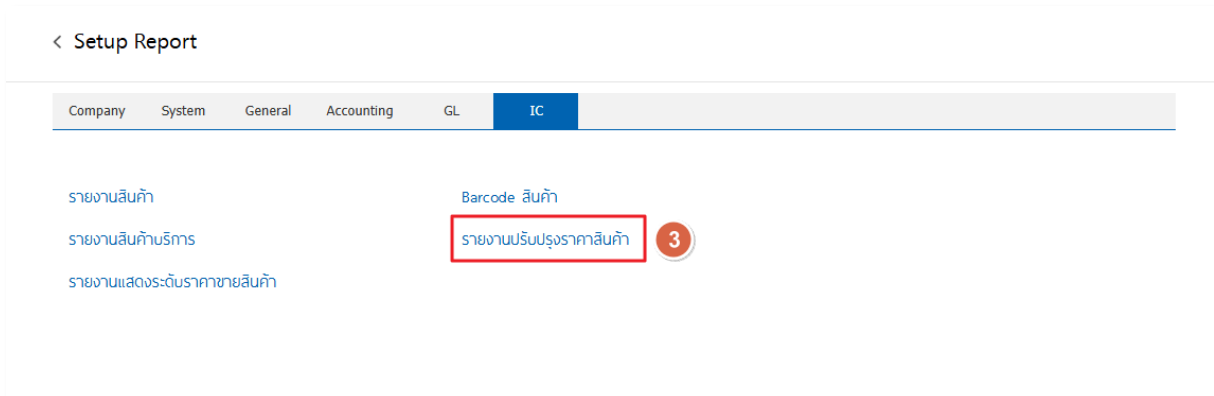 < Setup Report
Company System General Accounting GL IC
รายงานสินค้า Barcode สินค้า
รายงานสินค้าบริการ รายงานปรับปรุงราคาสินค้า 3
รายงานแสดงระดับราคาขายสินค้า